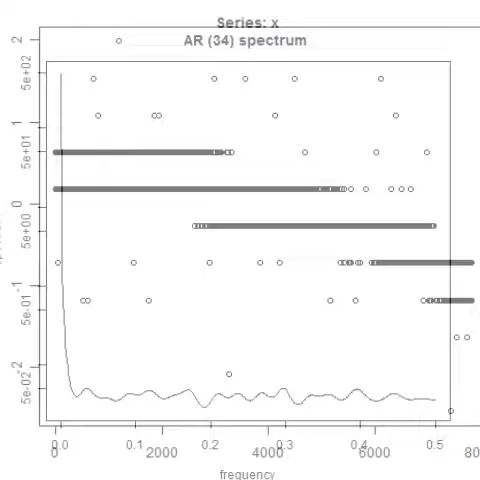 Series: x
AR (34) spectrum
2
5e+02
1
5e+01
0
5e+00
-1
5e-01
-2
5e-02
0.0 0.1 0.2 0.3 0.4 0.5
0 2000 4000 6000 80
frequency